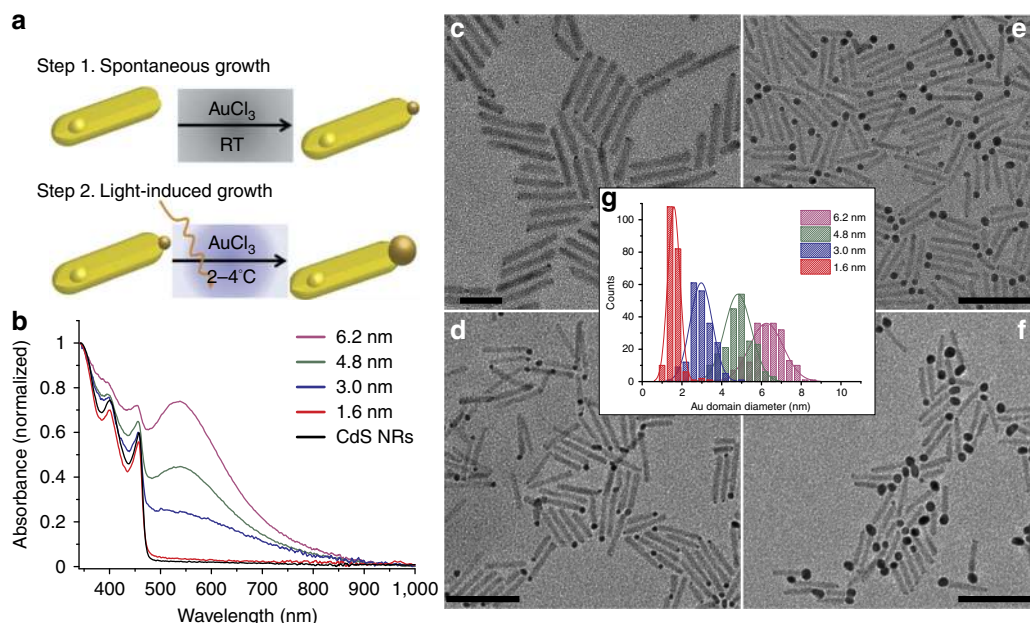 a
Step 1. Spontaneous growth
AuCl₃
RT
Step 2. Light-induced growth
AuCl₃
2–4°C
b
Absorbance (normalized)
1
0.8
0.6
0.4
0.2
0
400 500 600 700 800 900 1,000
Wavelength (nm)
6.2 nm
4.8 nm
3.0 nm
1.6 nm
CdS NRs
c
e
g
Counts
100
80
60
40
20
0
0 2 4 6 8 10
Au domain diameter (nm)
6.2 nm
4.8 nm
3.0 nm
1.6 nm
d
f